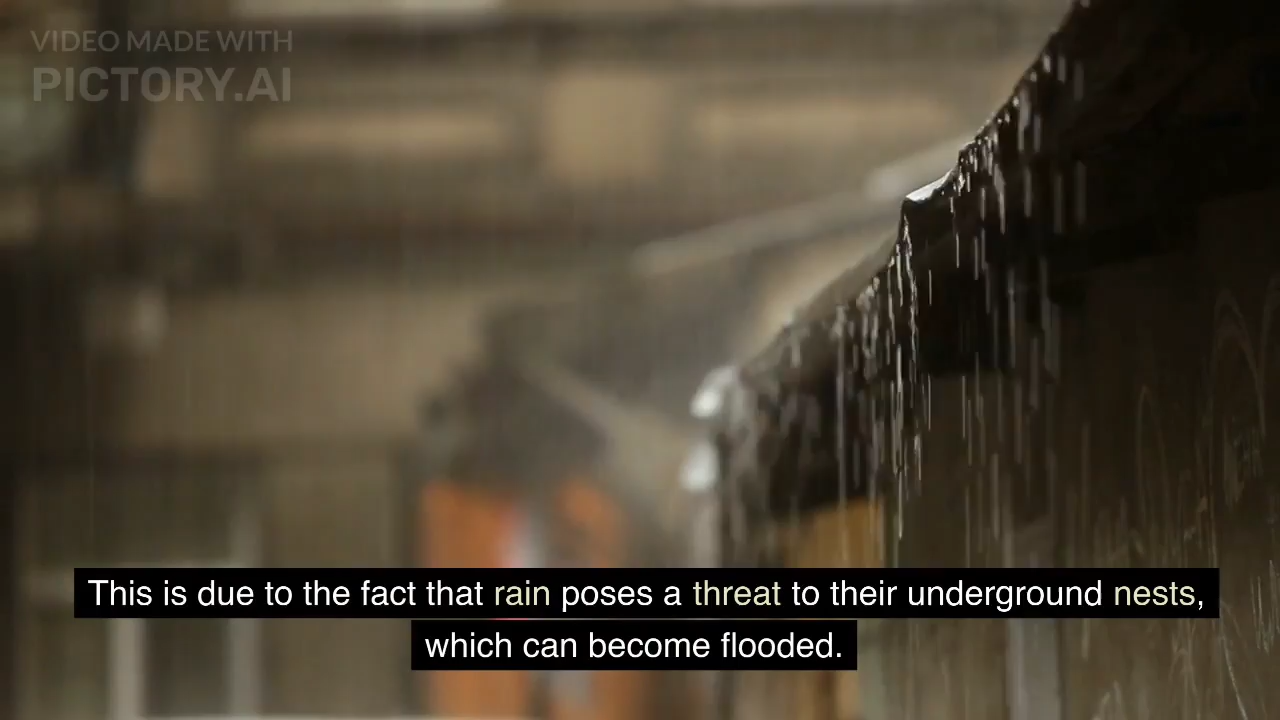 VIDEO MADE WITH
PICTORY.AI
This is due to the fact that rain poses a threat to their underground nests,
which can become flooded.